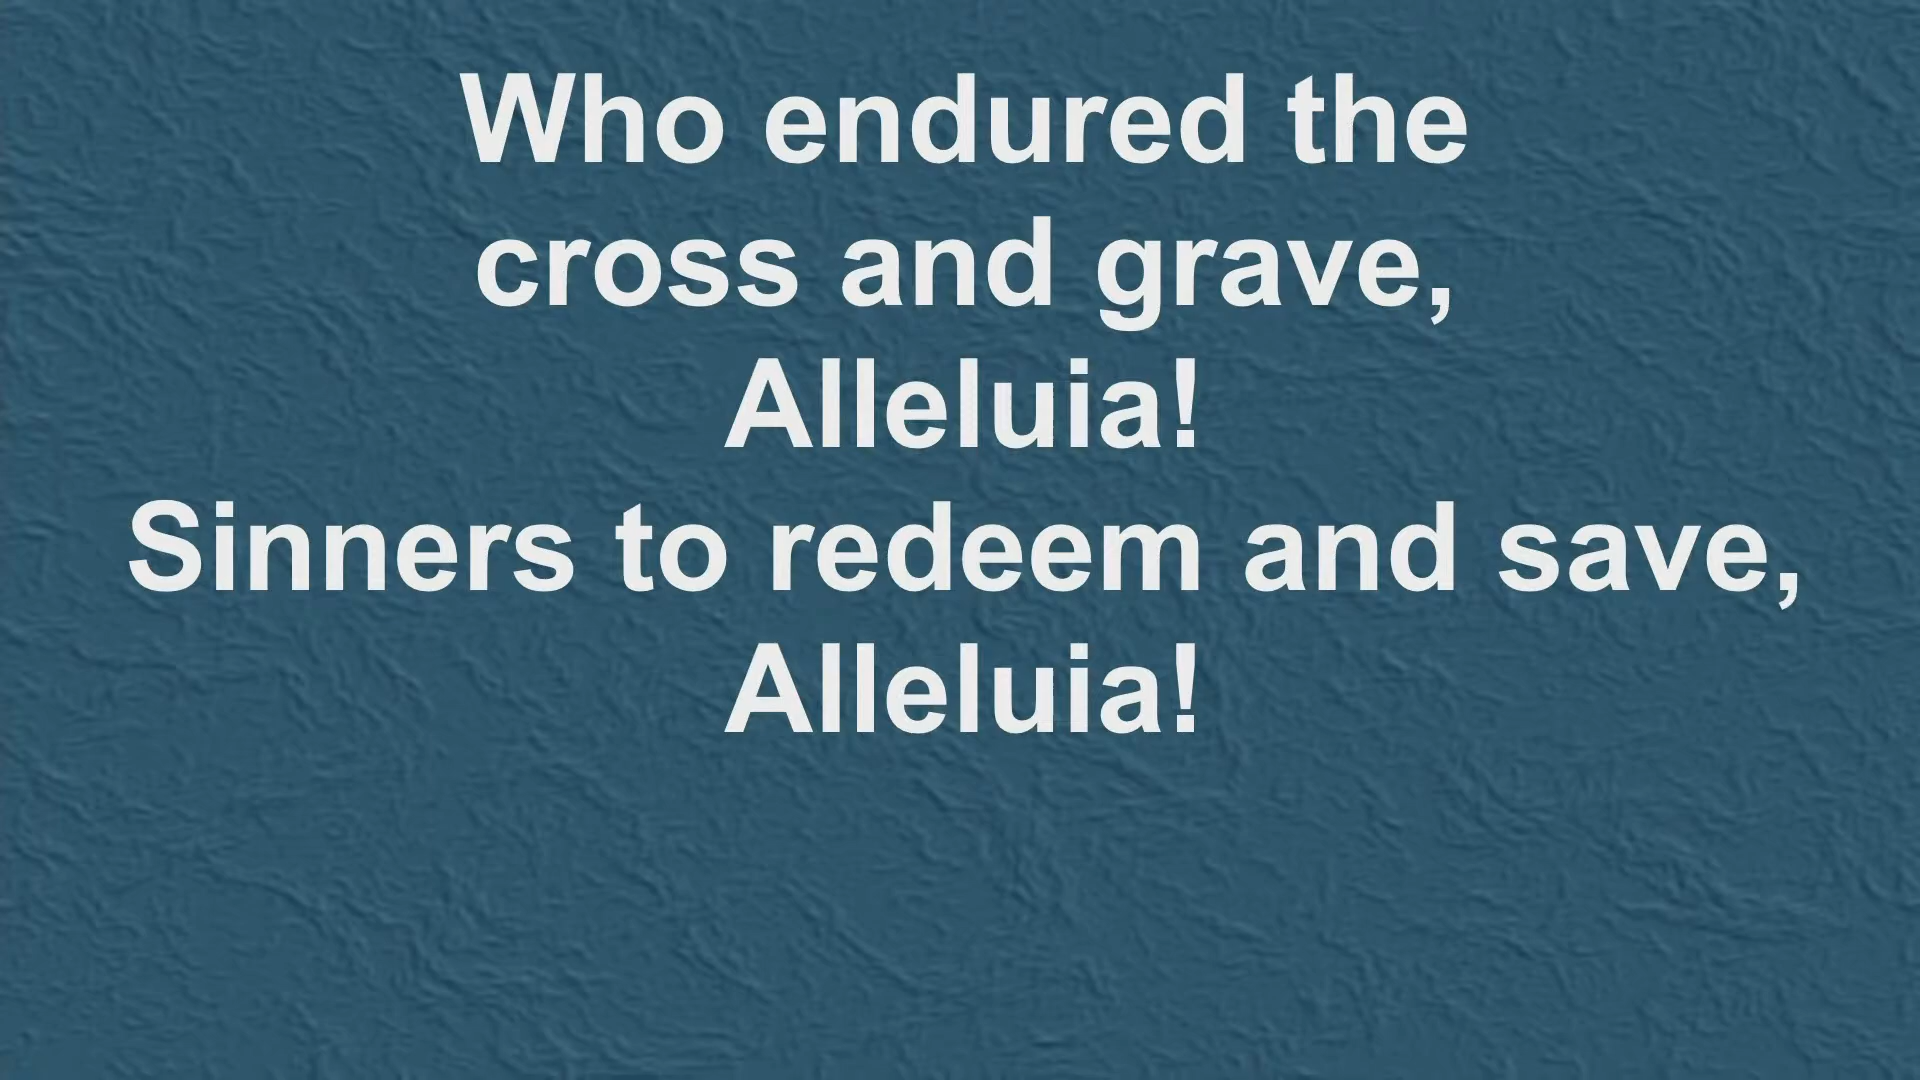 Who endured the
cross and grave,
Alleluia!
Sinners to redeem and save,
Alleluia!